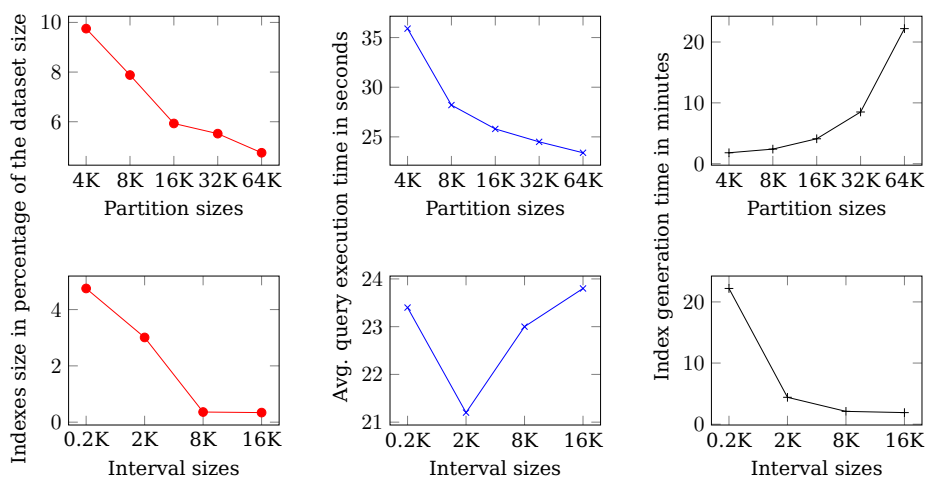 Indexes size in percentage of the dataset size
10
8
6
4K 8K 16K 32K 64K
Partition sizes
4
2
0
0.2K 2K 8K 16K
Interval sizes
Avg. query execution time in seconds
35
30
25
4K 8K 16K 32K 64K
Partition sizes
24
23
22
21
0.2K 2K 8K 16K
Interval sizes
Index generation time in minutes
20
10
0
4K 8K 16K 32K 64K
Partition sizes
20
10
0
0.2K 2K 8K 16K
Interval sizes